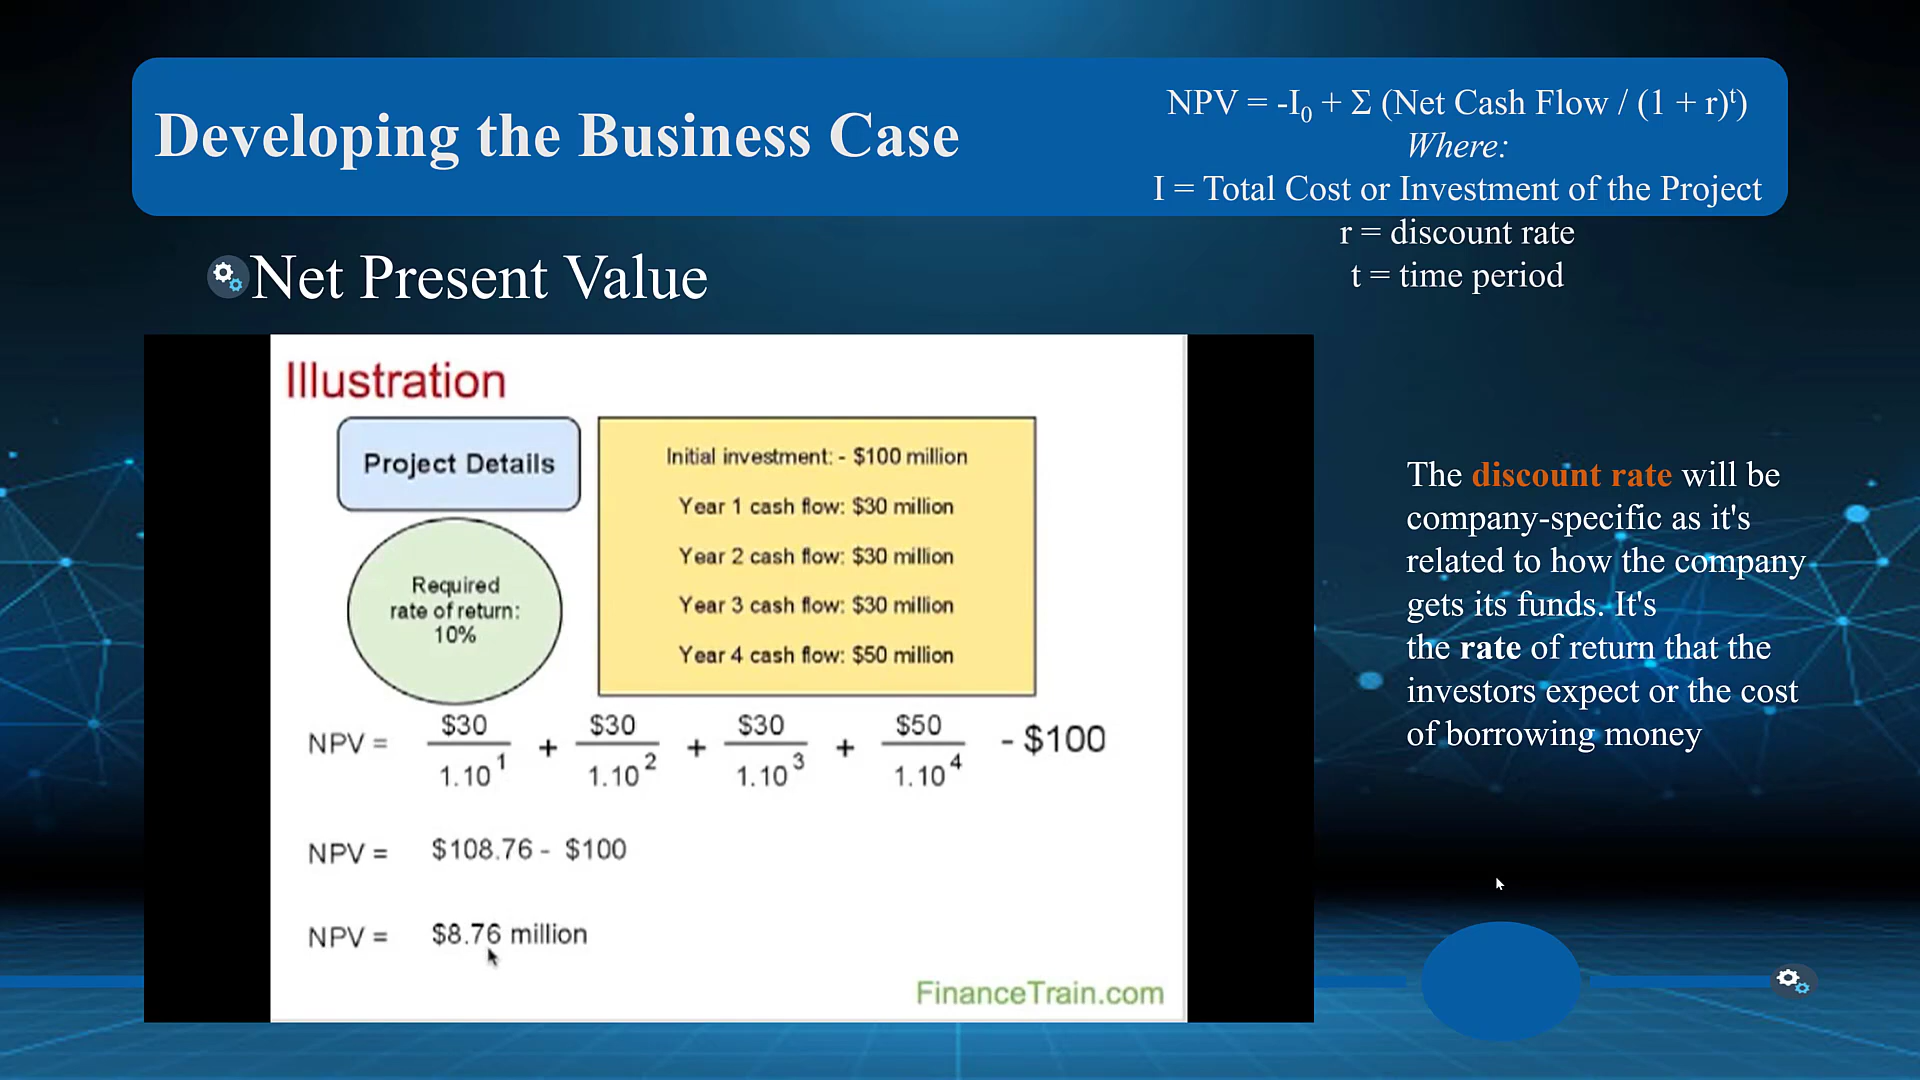 Developing the Business Case
NPV = -I₀ + Σ (Net Cash Flow / (1 + r)ᵗ)
Where:
I = Total Cost or Investment of the Project
r = discount rate
t = time period
Net Present Value
Illustration
Project Details
Required
rate of return:
10%
Initial investment: - $100 million
Year 1 cash flow: $30 million
Year 2 cash flow: $30 million
Year 3 cash flow: $30 million
Year 4 cash flow: $50 million
NPV = $30 / 1.10¹ + $30 / 1.10² + $30 / 1.10³ + $50 / 1.10⁴ - $100
NPV = $108.76 - $100
NPV = $8.76 million
FinanceTrain.com
The discount rate will be
company-specific as it's
related to how the company
gets its funds. It's
the rate of return that the
investors expect or the cost
of borrowing money